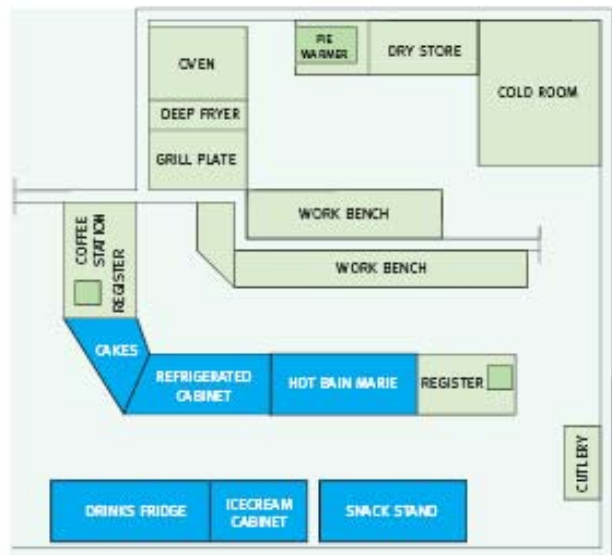 PIE
WARMER
DRY STORE
COLD ROOM
OVEN
DEEP FRYER
GRILL PLATE
WORK BENCH
WORK BENCH
COFFEE
STATION
REGISTER
CAKES
REFRIGERATED
CABINET
HOT BAIN MARIE
REGISTER
CUTLERY
DRINKS FRIDGE
ICECREAM
CABINET
SNACK STAND